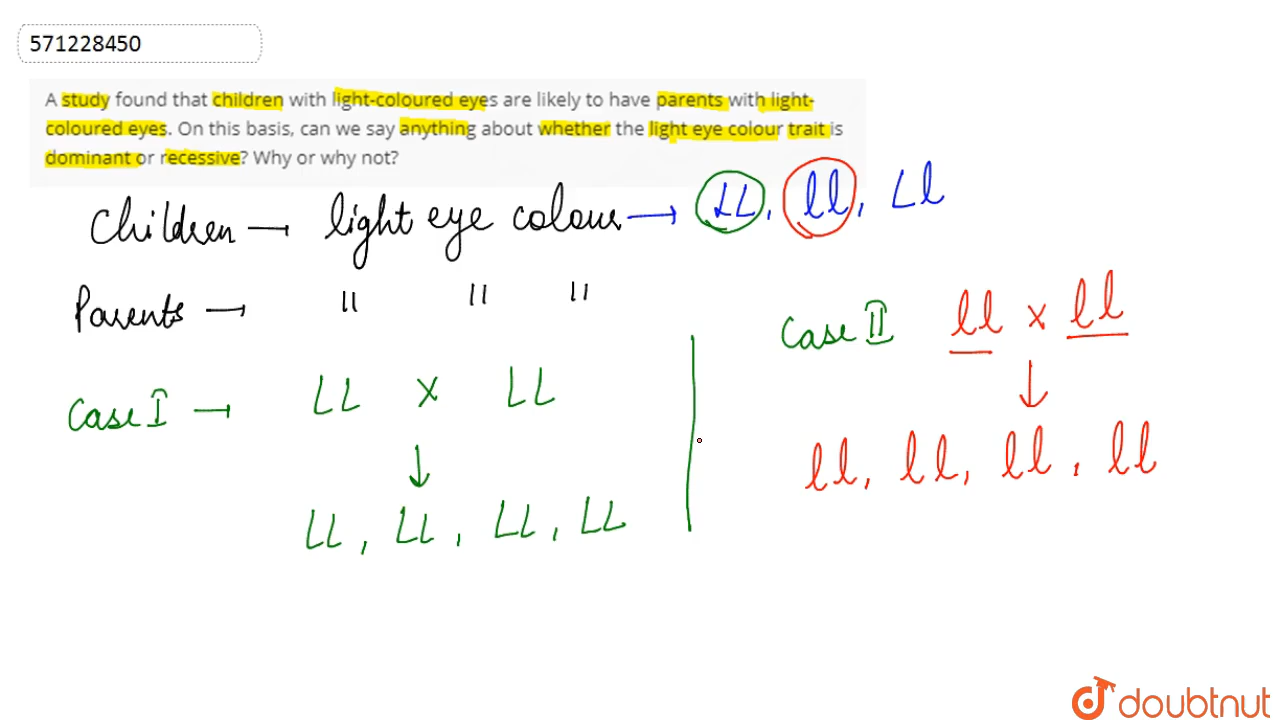 571228450
A study found that children with light-coloured eyes are likely to have parents with light-
coloured eyes. On this basis, can we say anything about whether the light eye colour trait is
dominant or recessive? Why or why not?
Children → light eye colour → LL, ll, Ll
Parents → " " "
Case I → LL x LL
↓
LL, LL, LL, LL
Case II ll x ll
↓
ll, ll, ll, ll
doubtnut